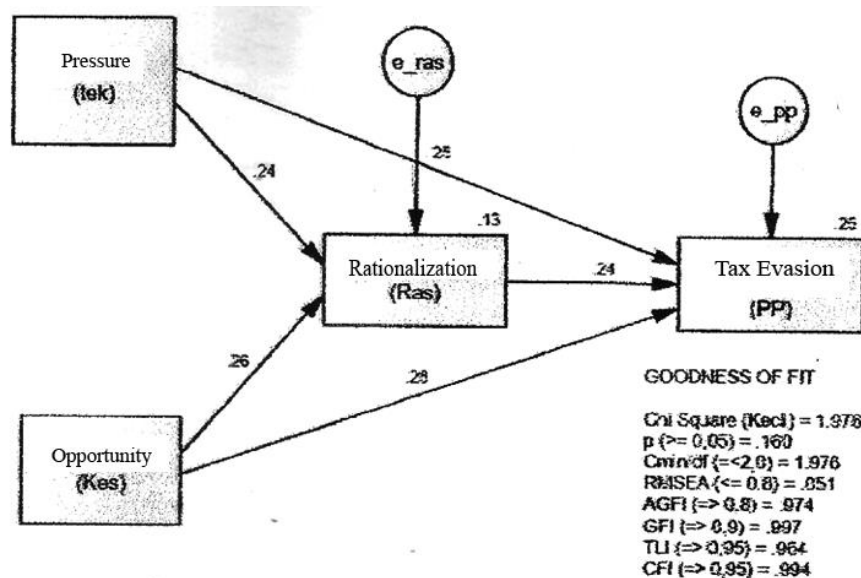 Pressure
(tek)
e_ras
e_pp
.25
.24
.13
.25
Rationalization
(Ras)
.24
Tax Evasion
(PP)
.26
.28
Opportunity
(Kes)
GOODNESS OF FIT
Chi Square (Kecil) = 1.976
p (>= 0,05) = .160
Cmin/df (=<2,0) = 1.976
RMSEA (<= 0.8) = .051
AGFI (=> 0.8) = .974
GFI (=> 0,9) = .997
TLI (=> 0,95) = .964
CFI (=> 0,95) = .994